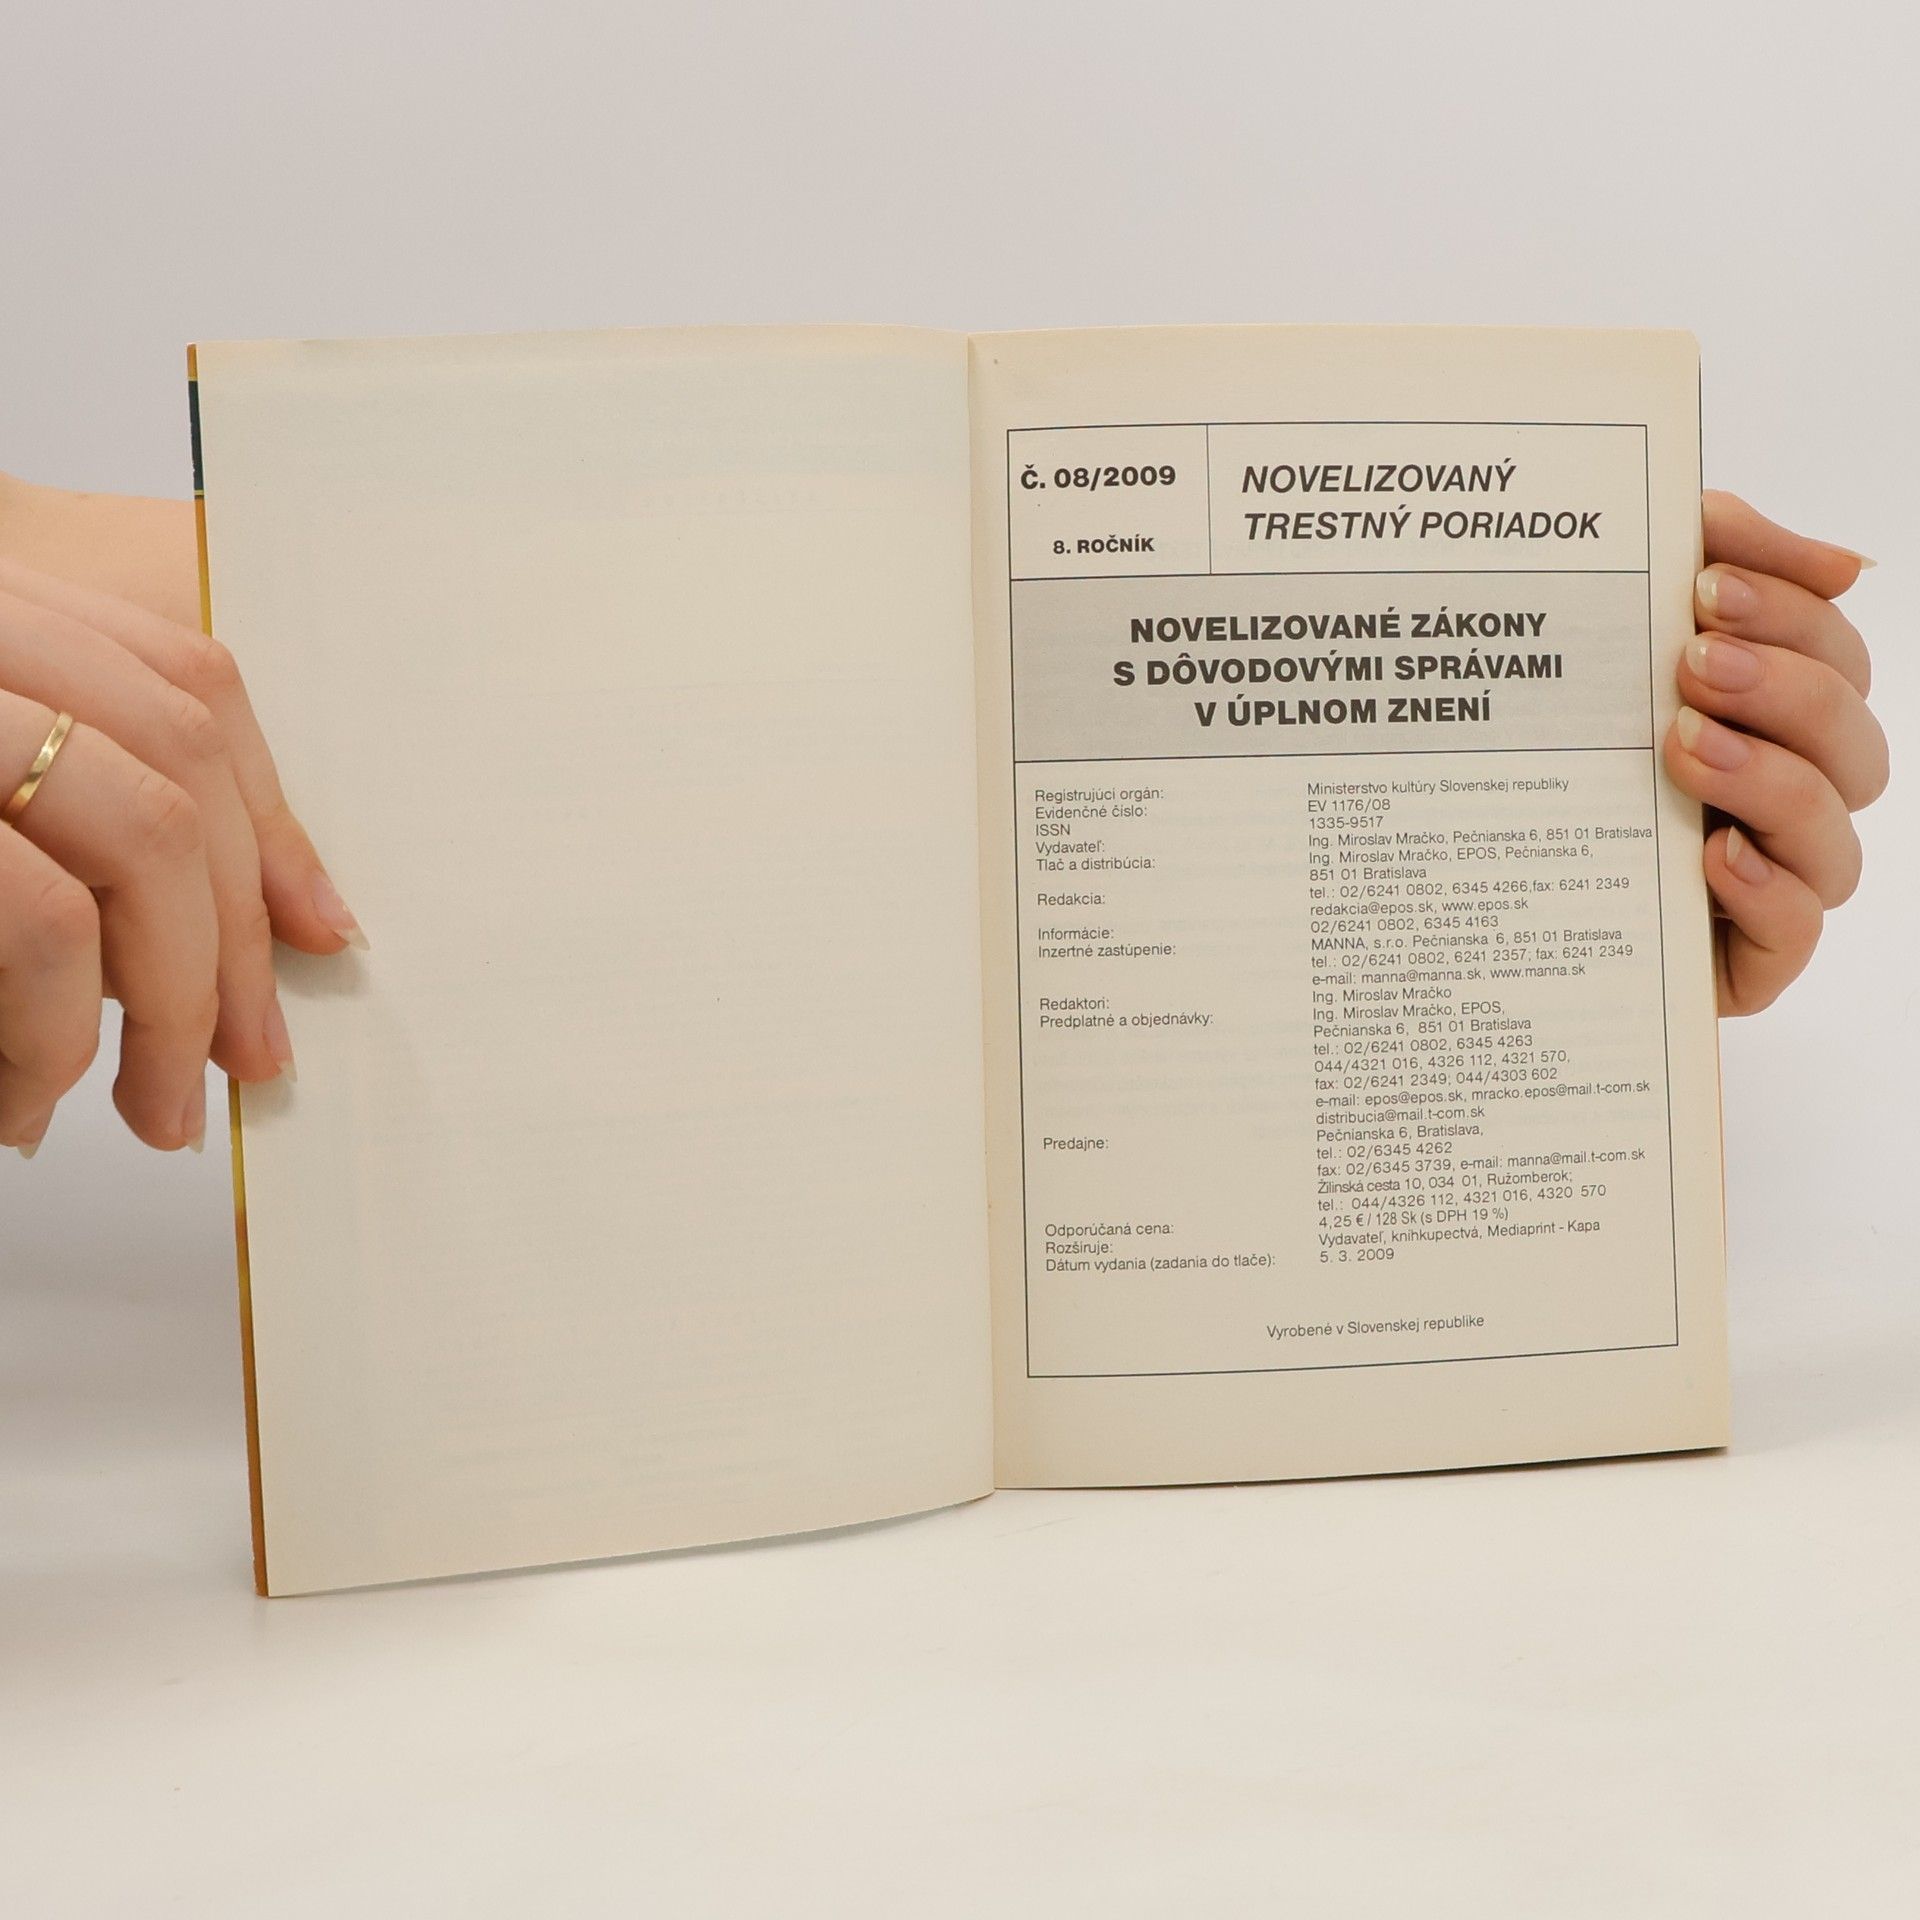 Č. 08/2009
8. ROČNÍK
NOVELIZOVANÝ
TRESTNÝ PORIADOK
NOVELIZOVANÉ ZÁKONY
S DÔVODOVÝMI SPRÁVAMI
V ÚPLNOM ZNENÍ
Registrujúci orgán: Ministerstvo kultúry Slovenskej republiky
Evidenčné číslo: EV 1176/08
ISSN 1335-9517
Vydavateľ: Ing. Miroslav Mračko, Pečnianska 6, 851 01 Bratislava
Tlač a distribúcia: Ing. Miroslav Mračko, EPOS, Pečnianska 6,
851 01 Bratislava
Redakcia: tel.: 02/6241 0802, 6345 4266,fax: 6241 2349
redakcia@epos.sk, www.epos.sk
Informácie: 02/6241 0802, 6345 4163
Inzertné zastúpenie: MANNA, s.r.o. Pečnianska 6, 851 01 Bratislava
tel.: 02/6241 0802, 6241 2357; fax: 6241 2349
e-mail: manna@manna.sk, www.manna.sk
Redaktori: Ing. Miroslav Mračko
Predplatné a objednávky: Ing. Miroslav Mračko, EPOS,
Pečnianska 6, 851 01 Bratislava
tel.: 02/6241 0802, 6345 4263
044/4321 016, 4326 112, 4321 570,
fax: 02/6241 2349; 044/4303 602
e-mail: epos@epos.sk, mracko.epos@mail.t-com.sk
distribucia@mail.t-com.sk
Predajne: Pečnianska 6, Bratislava,
tel.: 02/6345 4262
fax: 02/6345 3739, e-mail: manna@mail.t-com.sk
Žilinská cesta 10, 034 01, Ružomberok;
tel.: 044/4326 112, 4321 016, 4320 570
Odporúčaná cena: 4,25 € / 128 Sk (s DPH 19 %)
Rozširuje: Vydavateľ, kníhkupectvá, Mediaprint - Kapa
Dátum vydania (zadania do tlače): 5. 3. 2009
Vyrobené v Slovenskej republike